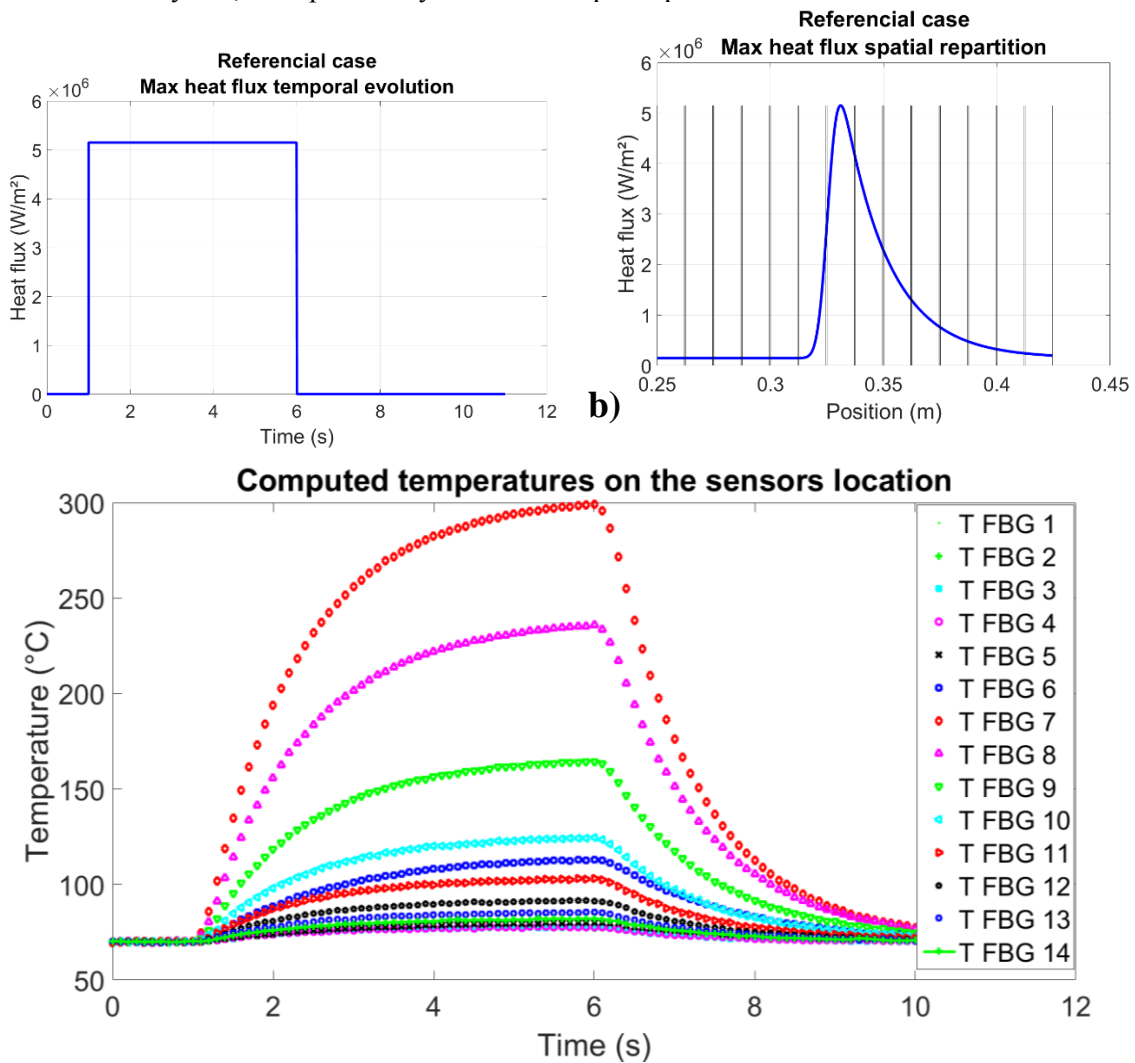 Referencial case
Max heat flux temporal evolution
×10⁶
6
5
4
3
2
1
0
Heat flux (W/m²)
0 2 4 6 8 10 12
Time (s)
Referencial case
Max heat flux spatial repartition
×10⁶
6
5
4
3
2
1
0
Heat flux (W/m²)
0.25 0.3 0.35 0.4 0.45
Position (m)
b)
Computed temperatures on the sensors location
300
250
200
150
100
50
Temperature (°C)
0 2 4 6 8 10 12
Time (s)
T FBG 1
T FBG 2
T FBG 3
T FBG 4
T FBG 5
T FBG 6
T FBG 7
T FBG 8
T FBG 9
T FBG 10
T FBG 11
T FBG 12
T FBG 13
T FBG 14